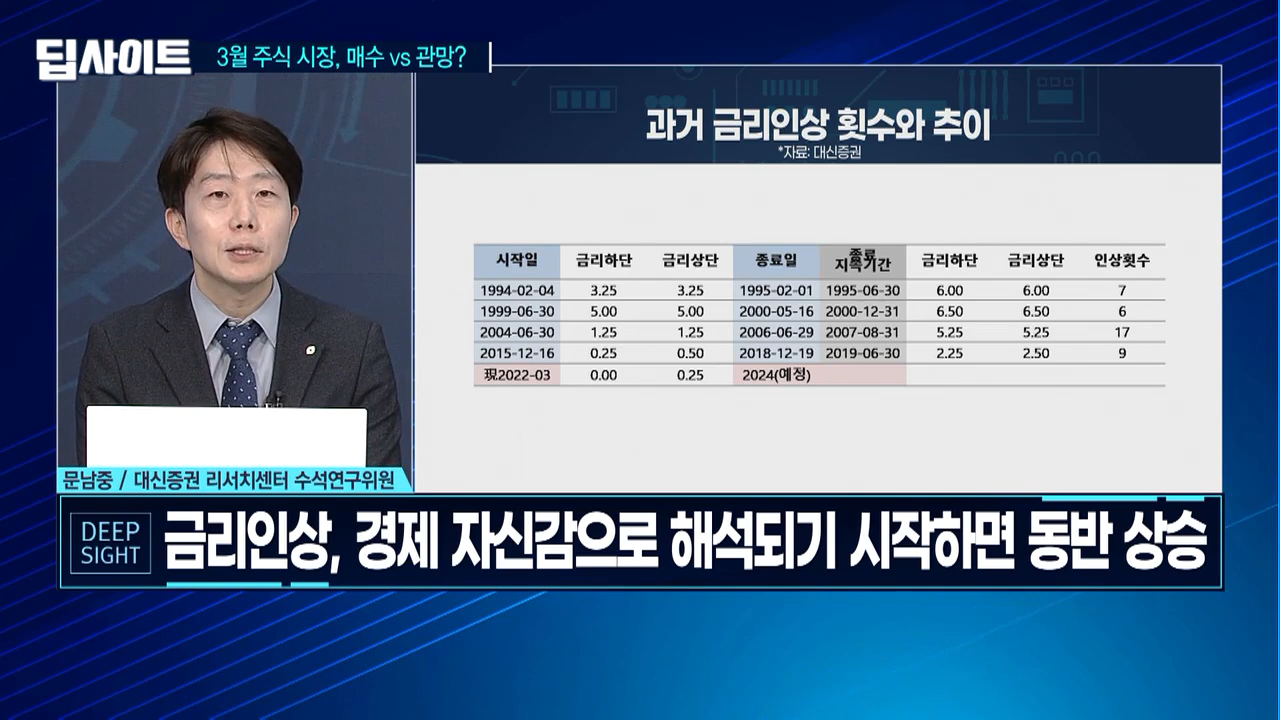 딥사이트
3월 주식 시장, 매수 vs 관망?
과거 금리인상 횟수와 추이
*자료: 대신증권
시작일 금리하단 금리상단 종료일 종료 지속기간 금리하단 금리상단 인상횟수
1994-02-04 3.25 3.25 1995-02-01 1995-06-30 6.00 6.00 7
1999-06-30 5.00 5.00 2000-05-16 2000-12-31 6.50 6.50 6
2004-06-30 1.25 1.25 2006-06-29 2007-08-31 5.25 5.25 17
2015-12-16 0.25 0.50 2018-12-19 2019-06-30 2.25 2.50 9
現2022-03 0.00 0.25 2024(예정)
문남중 / 대신증권 리서치센터 수석연구위원
DEEP
SIGHT
금리인상, 경제 자신감으로 해석되기 시작하면 동반 상승